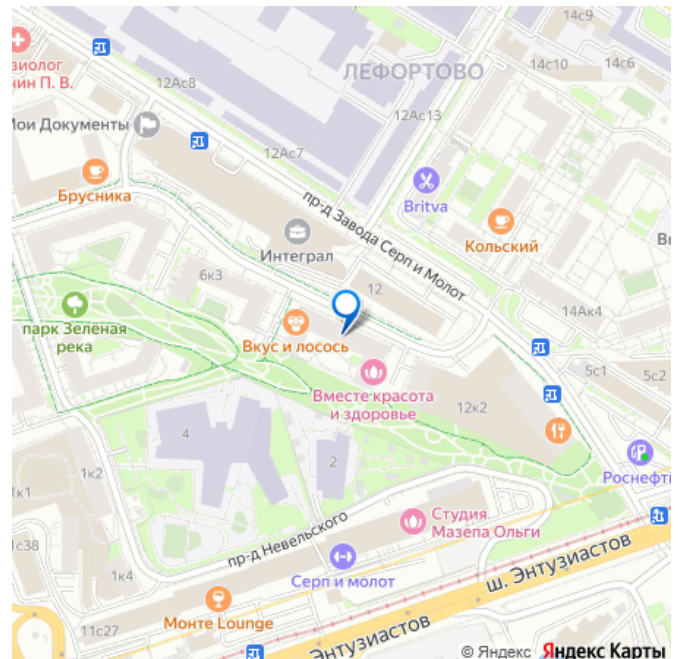 14с9
14с10
14с6
зиолог
нин П. В.
12Ас8
ЛЕФОРТОВО
12Ас13
Мои Документы
12Ас7
Брусника
Britva
пр-д Завода Серп и Молот
Кольский
Интеграл
6к3
12
14Ак4
парк Зелёная
река
Вкус и лосось
Вместе красота
и здоровье
5с1
5с2
12к2
4
2
1к2
1к1
Роснефть
Студия
Мазепа Ольги
1с38
пр-д Невельского
1к4
Серп и молот
ш. Энтузиастов
Монте Lounge
11с27
Энтузиастов
© Яндекс Яндекс Карты